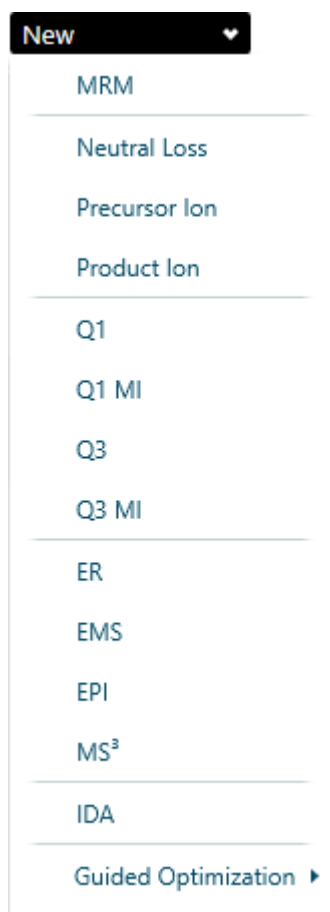 New
MRM
Neutral Loss
Precursor Ion
Product Ion
Q1
Q1 MI
Q3
Q3 MI
ER
EMS
EPI
MS³
IDA
Guided Optimization